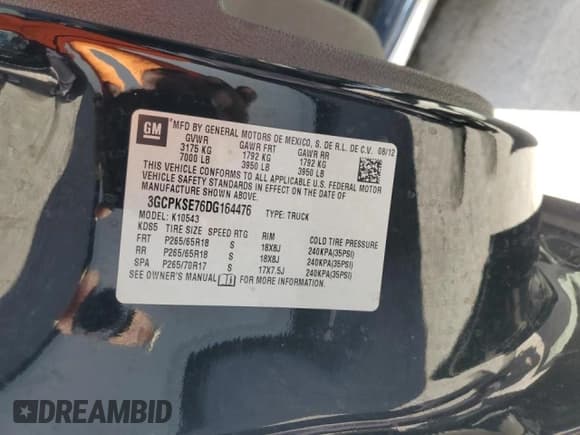 GM
®
MFD BY GENERAL MOTORS DE MEXICO, S. DE R.L. DE C.V. 08/12
GVWR GAWR FRT GAWR RR
3175 KG 1792 KG 1792 KG
7000 LB 3950 LB 3950 LB
THIS VEHICLE CONFORMS TO ALL APPLICABLE U.S. FEDERAL MOTOR
VEHICLE SAFETY STANDARDS IN EFFECT ON THE DATE OF
MANUFACTURE SHOWN ABOVE.
3GCPKSE76DG164476 TYPE: TRUCK
MODEL: K10543
KDS5 TIRE SIZE SPEED RTG RIM COLD TIRE PRESSURE
FRT P265/65R18 S 18X8J 240KPA(35PSI)
RR P265/65R18 S 18X8J 240KPA(35PSI)
SPA P265/70R17 S 17X7.5J 240KPA(35PSI)
SEE OWNER'S MANUAL i FOR MORE INFORMATION.
DREAMBID